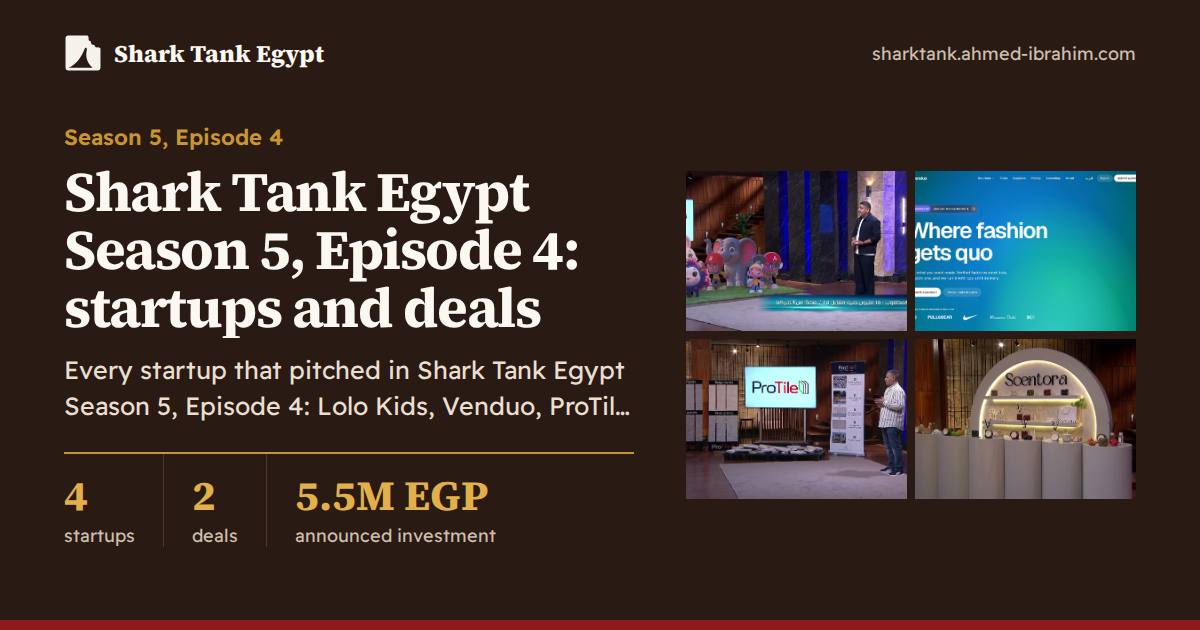 Shark Tank Egypt
sharktank.ahmed-ibrahim.com
Season 5, Episode 4
Shark Tank Egypt
Season 5, Episode 4:
startups and deals
Every startup that pitched in Shark Tank Egypt
Season 5, Episode 4: Lolo Kids, Venduo, ProTil...
4
startups
2
deals
5.5M EGP
announced investment
Where fashion
gets quo
PULL&BEAR
ProTile
Scentora